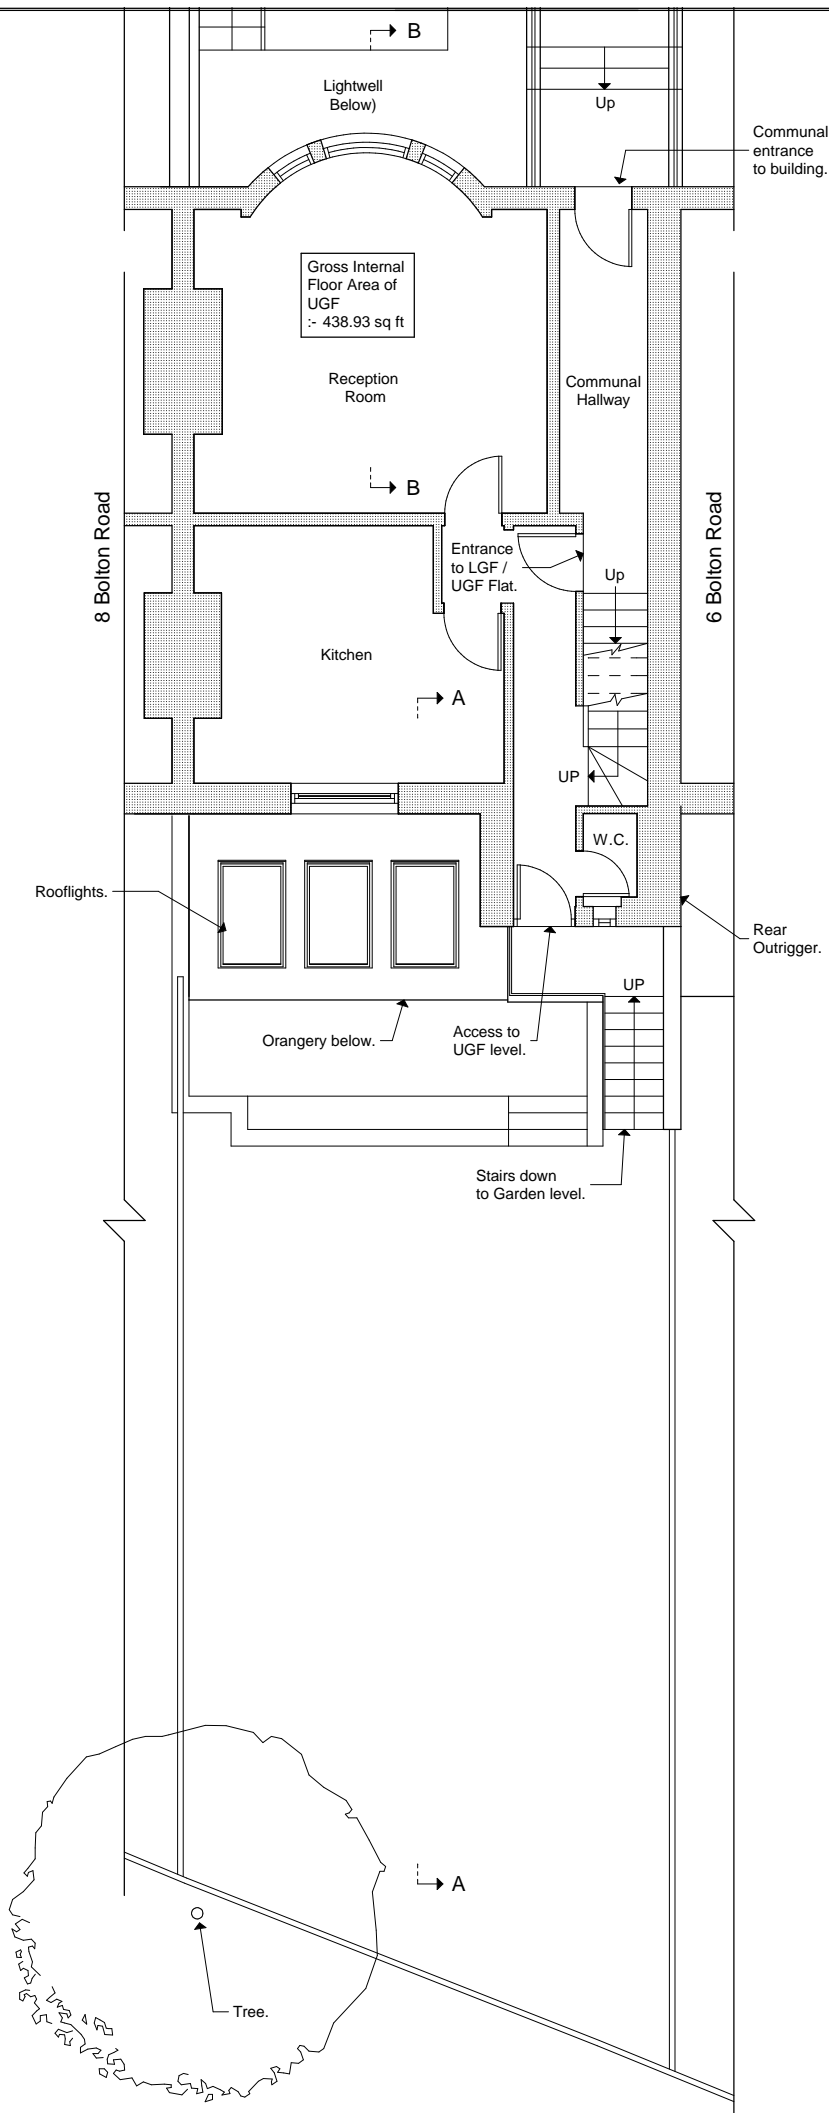 B
Lightwell
Below)
Up
Communal
entrance
to building.
Gross Internal
Floor Area of
UGF
:- 438.93 sq ft
Reception
Room
Communal
Hallway
B
8 Bolton Road
6 Bolton Road
Entrance
to LGF /
UGF Flat.
Up
Kitchen
A
UP
W.C.
Rooflights.
Rear
Outrigger.
UP
Orangery below.
Access to
UGF level.
Stairs down
to Garden level.
A
Tree.